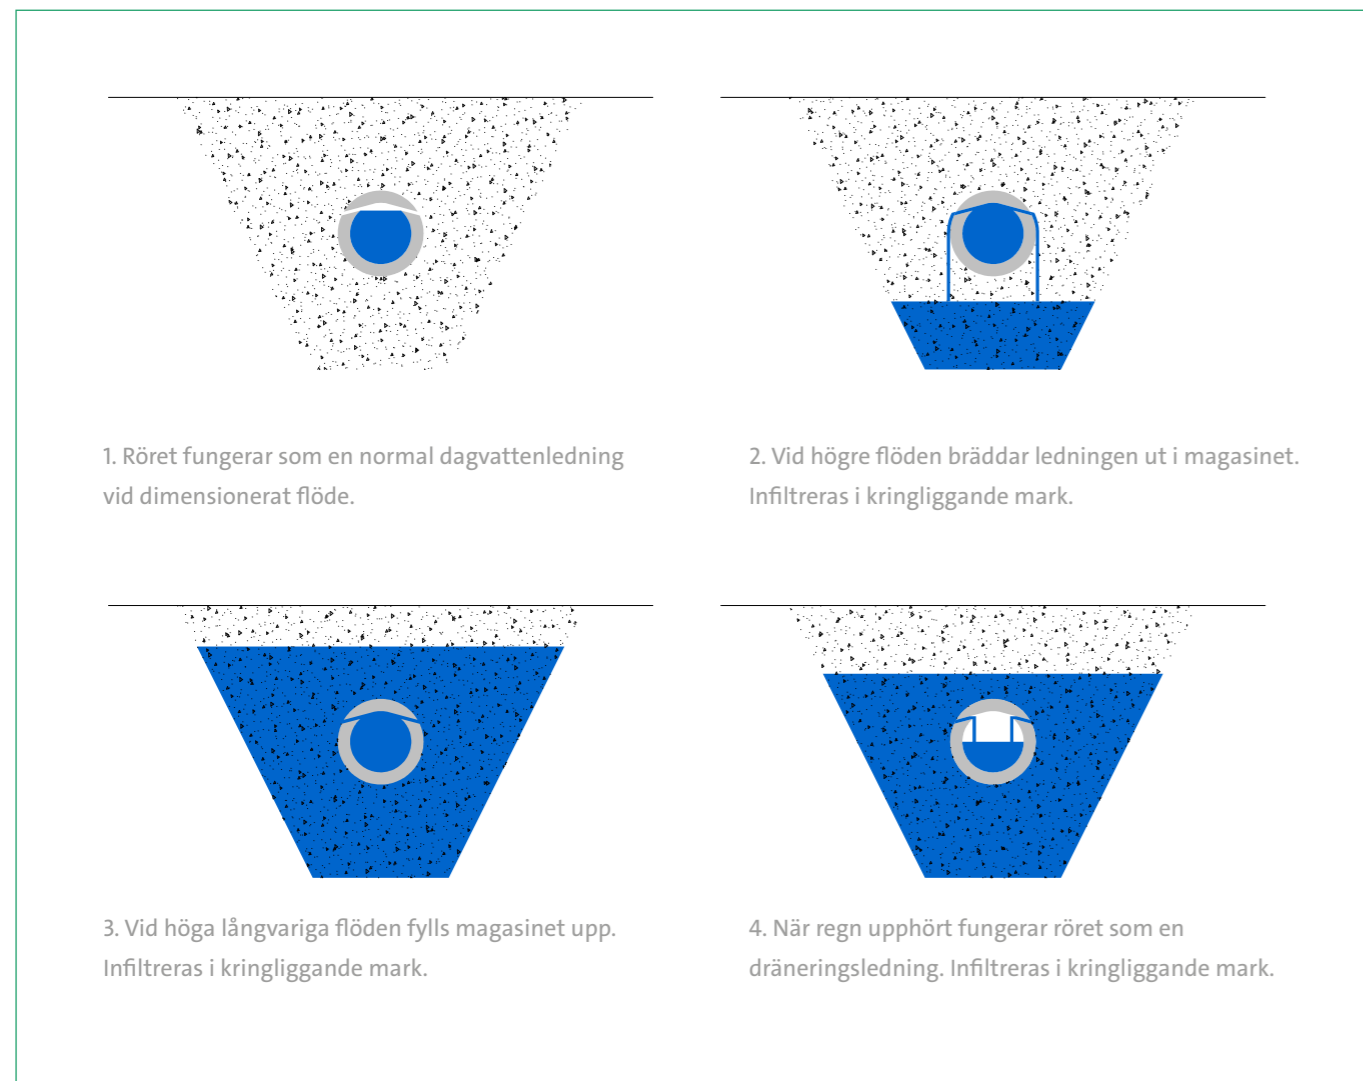 1. Röret fungerar som en normal dagvattenledning
vid dimensionerat flöde.
2. Vid högre flöden bräddar ledningen ut i magasinet.
Infiltreras i kringliggande mark.
3. Vid höga långvariga flöden fylls magasinet upp.
Infiltreras i kringliggande mark.
4. När regn upphört fungerar röret som en
dräneringsledning. Infiltreras i kringliggande mark.